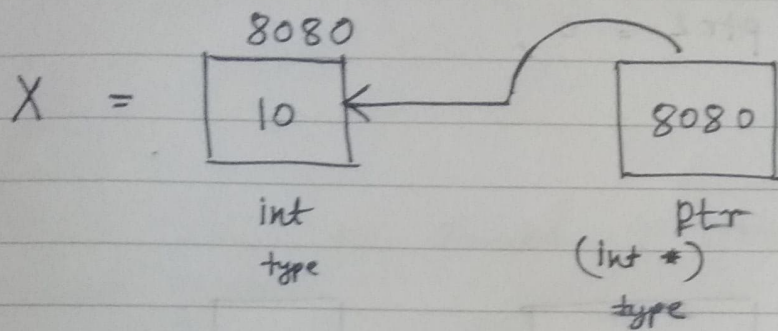 8080
X = 10 8080
int ptr
type (int *)
type